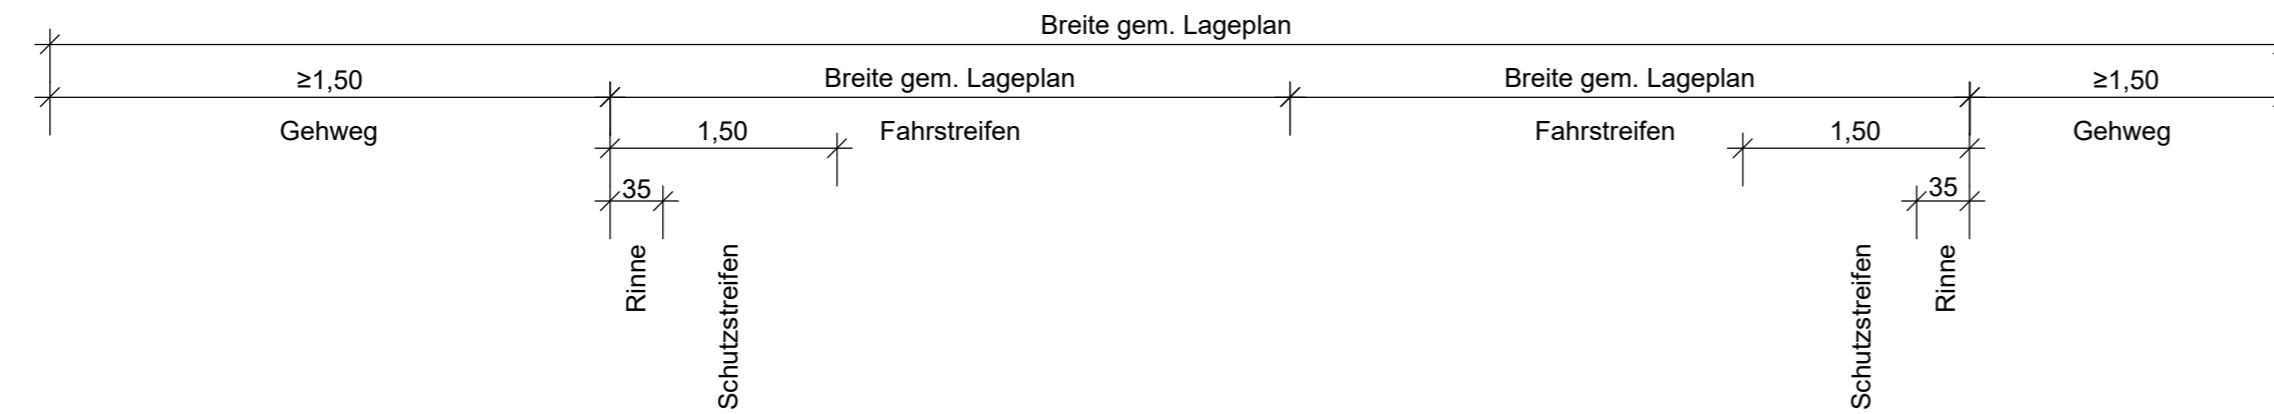 Breite gem. Lageplan
≥1,50 Breite gem. Lageplan Breite gem. Lageplan ≥1,50
Gehweg 1,50 Fahrstreifen Fahrstreifen 1,50 Gehweg
35 35
Rinne Schutzstreifen Schutzstreifen Rinne